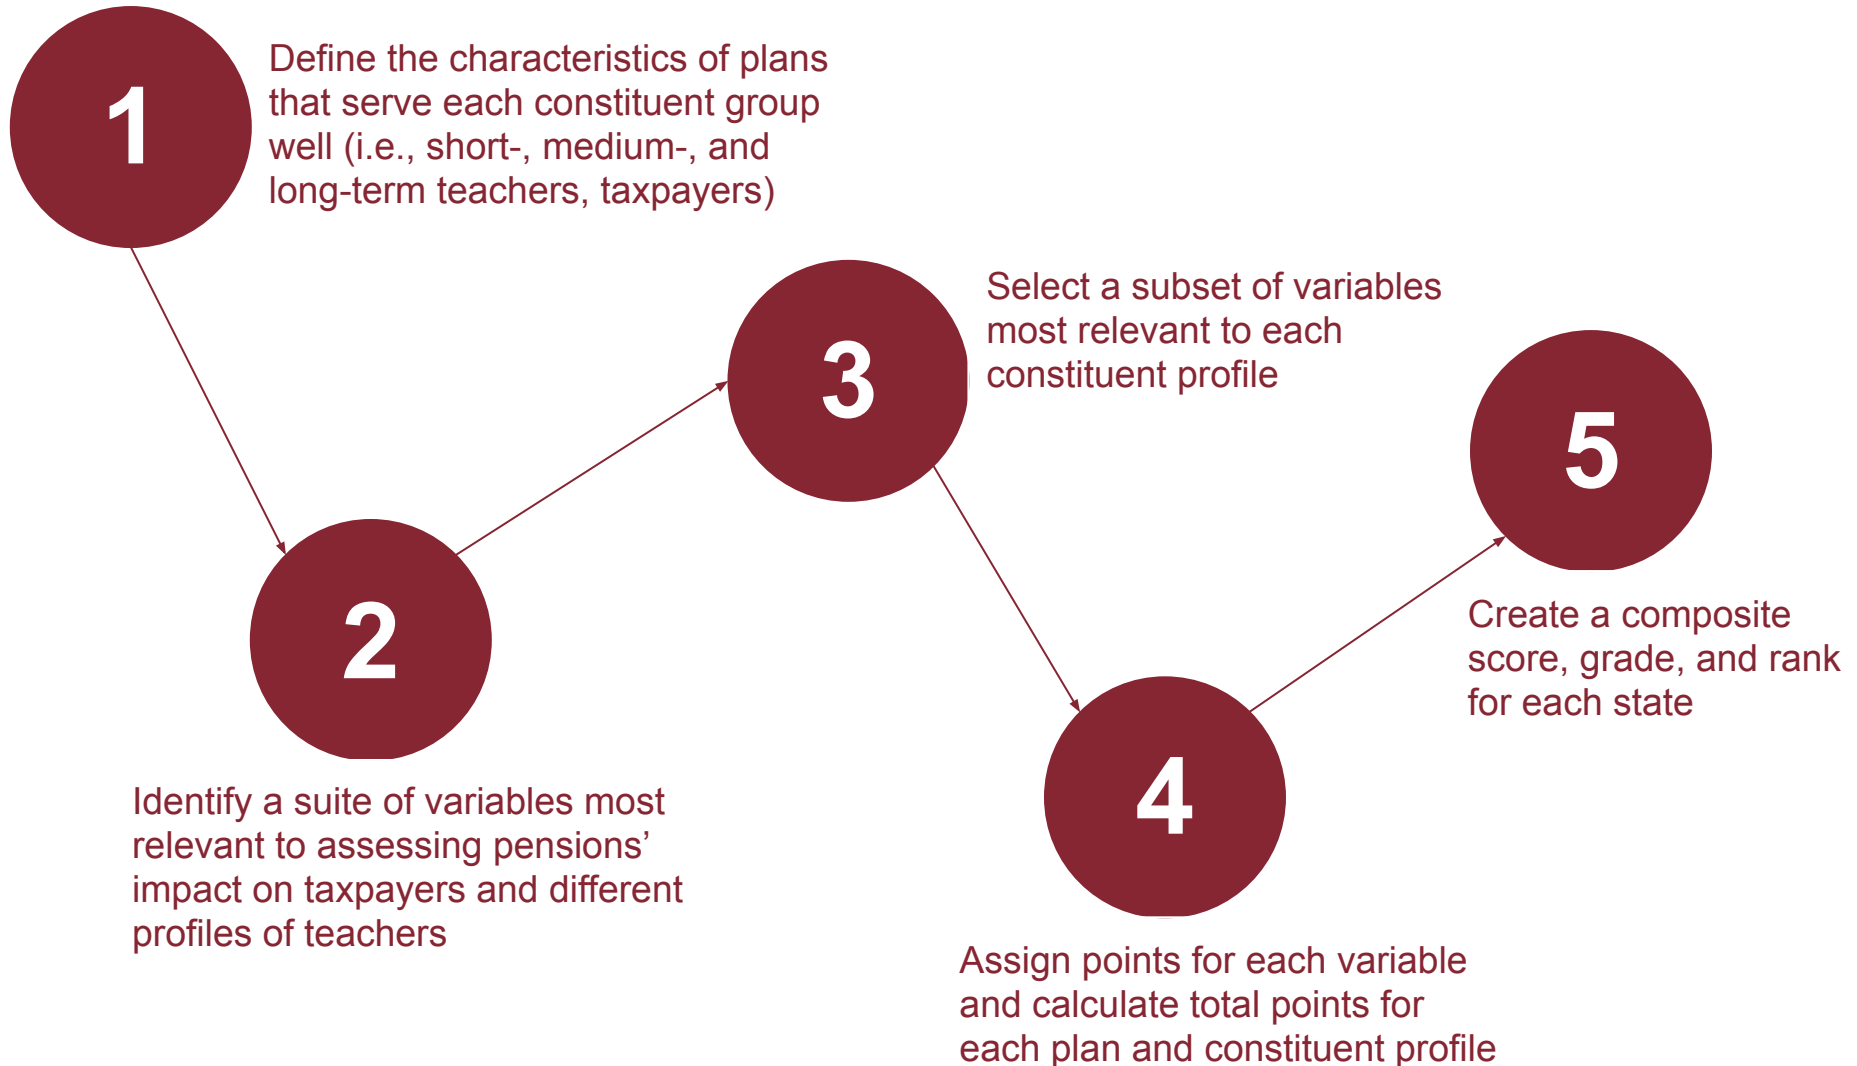 1
Define the characteristics of plans
that serve each constituent group
well (i.e., short-, medium-, and
long-term teachers, taxpayers)
2
Identify a suite of variables most
relevant to assessing pensions’
impact on taxpayers and different
profiles of teachers
3
Select a subset of variables
most relevant to each
constituent profile
4
Assign points for each variable
and calculate total points for
each plan and constituent profile
5
Create a composite
score, grade, and rank
for each state